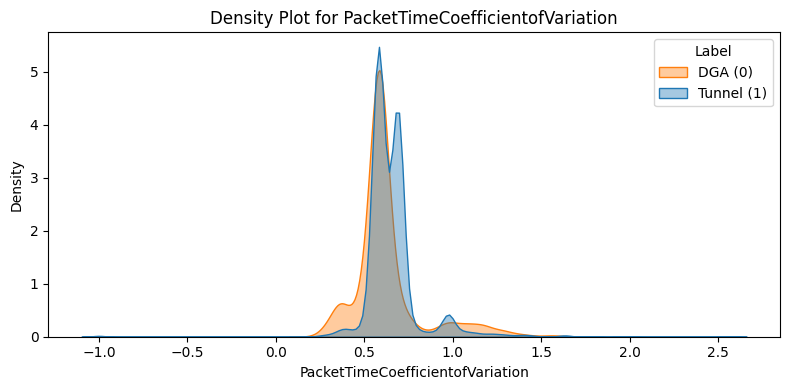 Density Plot for PacketTimeCoefficientofVariation
Label
DGA (0)
Tunnel (1)
Density
5
4
3
2
1
0
−1.0 −0.5 0.0 0.5 1.0 1.5 2.0 2.5
PacketTimeCoefficientofVariation